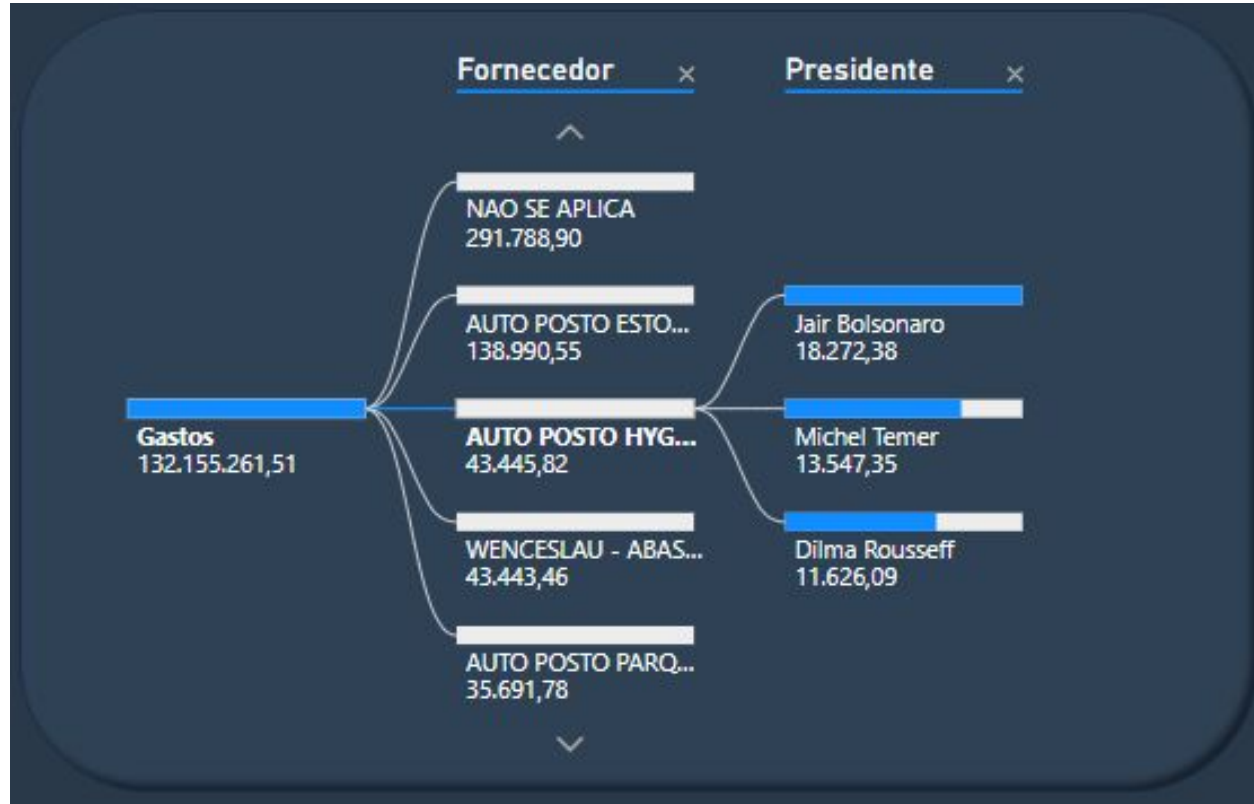 Fornecedor
Presidente
NAO SE APLICA
291.788,90
AUTO POSTO ESTO...
138.990,55
Jair Bolsonaro
18.272,38
Gastos
132.155.261,51
AUTO POSTO HYG...
43.445,82
Michel Temer
13.547,35
WENCESLAU - ABAS...
43.443,46
Dilma Rousseff
11.626,09
AUTO POSTO PARQ...
35.691,78